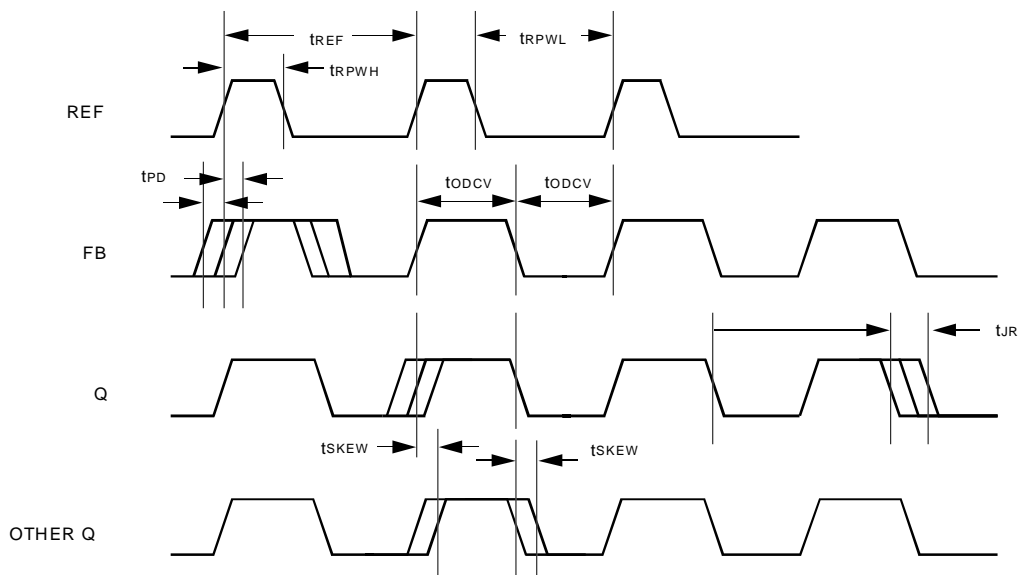 tREF
tRPWL
tRPWH
REF
tPD
tODCV
tODCV
FB
tJR
Q
tSKEW
tSKEW
OTHER Q